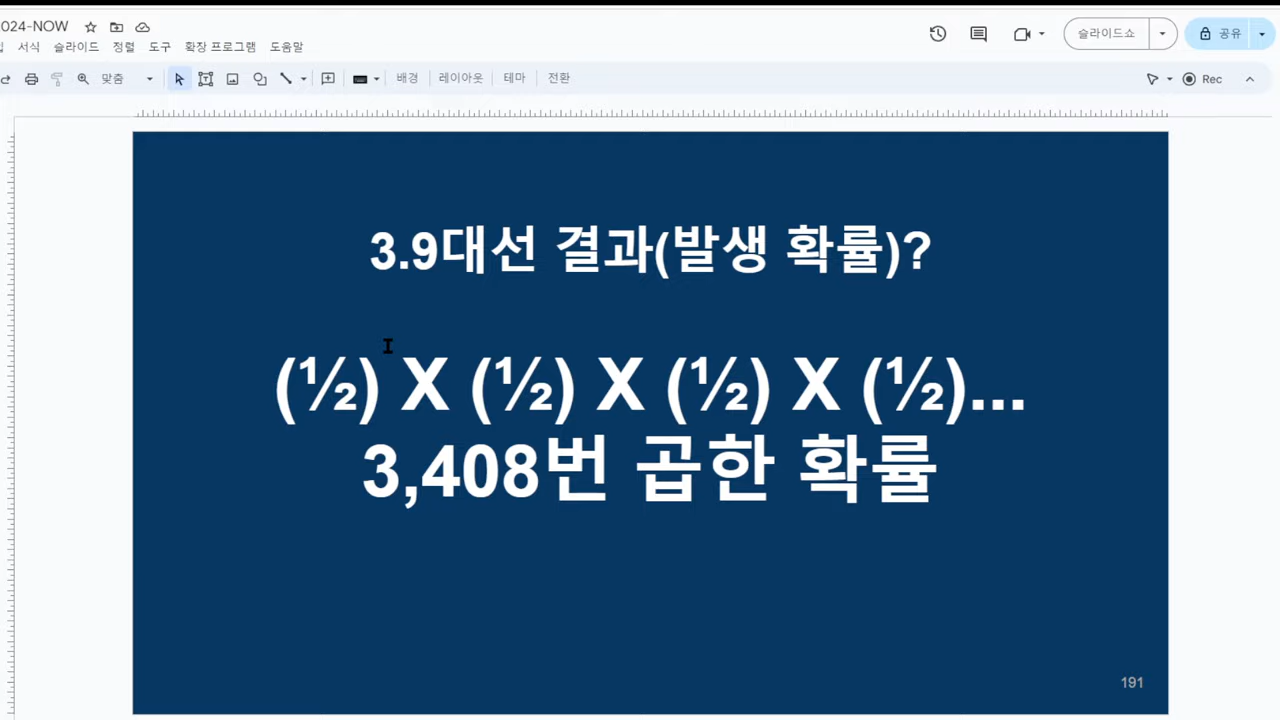 024-NOW
서식 슬라이드 정렬 도구 확장 프로그램 도움말
슬라이드쇼
공유
맞춤
배경 레이아웃 테마 전환
Rec
3.9대선 결과(발생 확률)?
(½) X (½) X (½) X (½)...
3,408번 곱한 확률
191